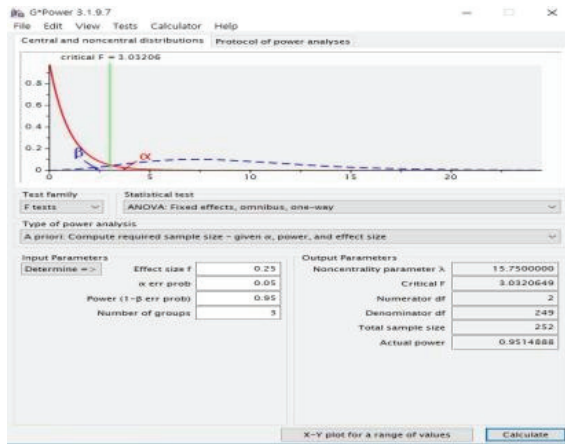 G*Power 3.1.9.7
File Edit View Tests Calculator Help
Central and noncentral distributions Protocol of power analyses
critical F = 3.03206
0.8
0.6
0.4
0.2
0
β α
0 5 10 15 20
Test family Statistical test
F tests ANOVA: Fixed effects, omnibus, one-way
Type of power analysis
A priori: Compute required sample size – given α, power, and effect size
Input Parameters Output Parameters
Determine => Effect size f 0.25 Noncentrality parameter λ 15.7500000
α err prob 0.05 Critical F 3.0320649
Power (1-β err prob) 0.95 Numerator df 2
Number of groups 3 Denominator df 249
Total sample size 252
Actual power 0.9514888
X-Y plot for a range of values Calculate